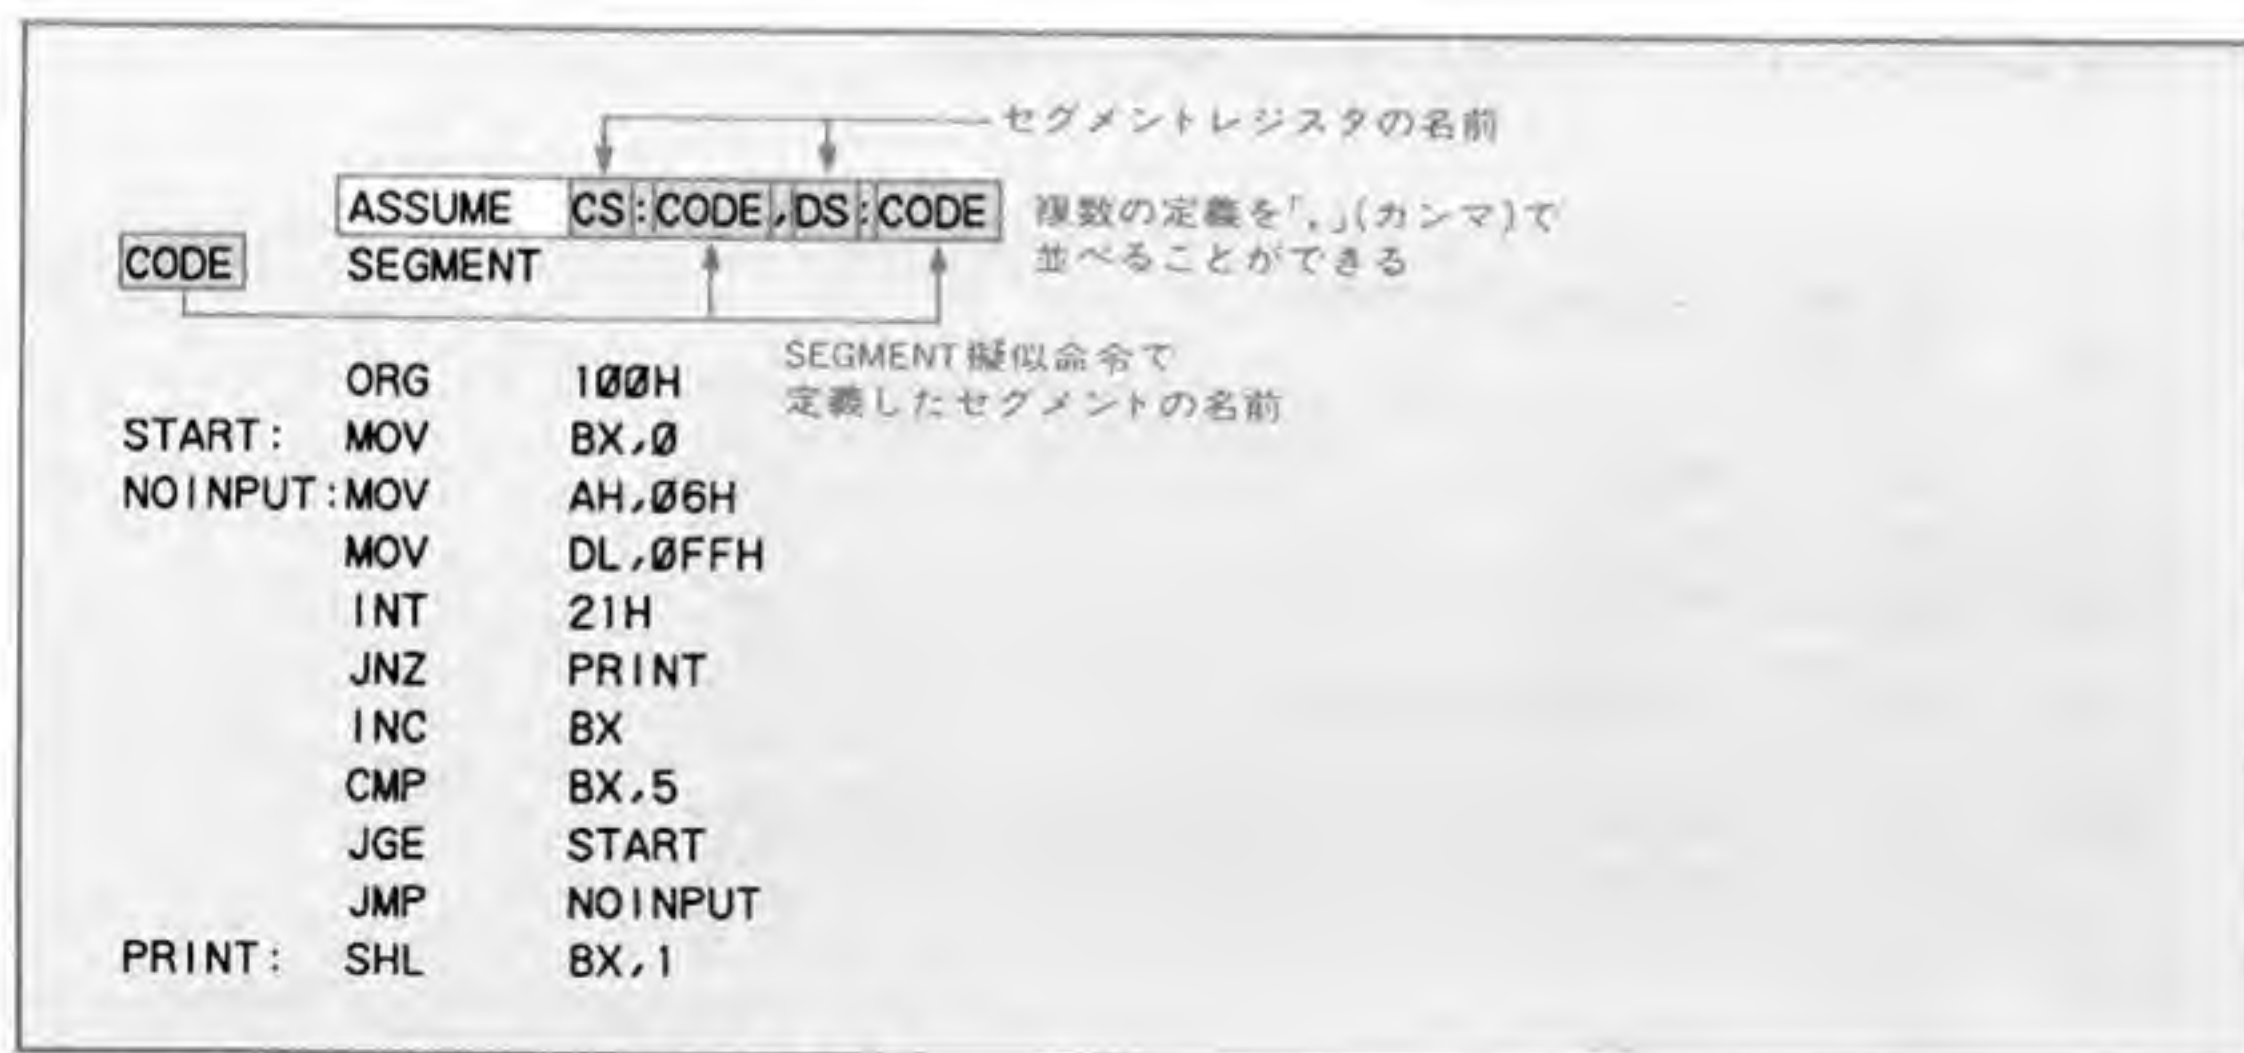 セグメントレジスタの名前
ASSUME CS:CODE,DS:CODE 複数の定義を「,」(カンマ)で
CODE SEGMENT 並べることができる
SEGMENT擬似命令で
ORG 100H 定義したセグメントの名前
START: MOV BX,0
NOINPUT:MOV AH,06H
MOV DL,0FFH
INT 21H
JNZ PRINT
INC BX
CMP BX,5
JGE START
JMP NOINPUT
PRINT: SHL BX,1